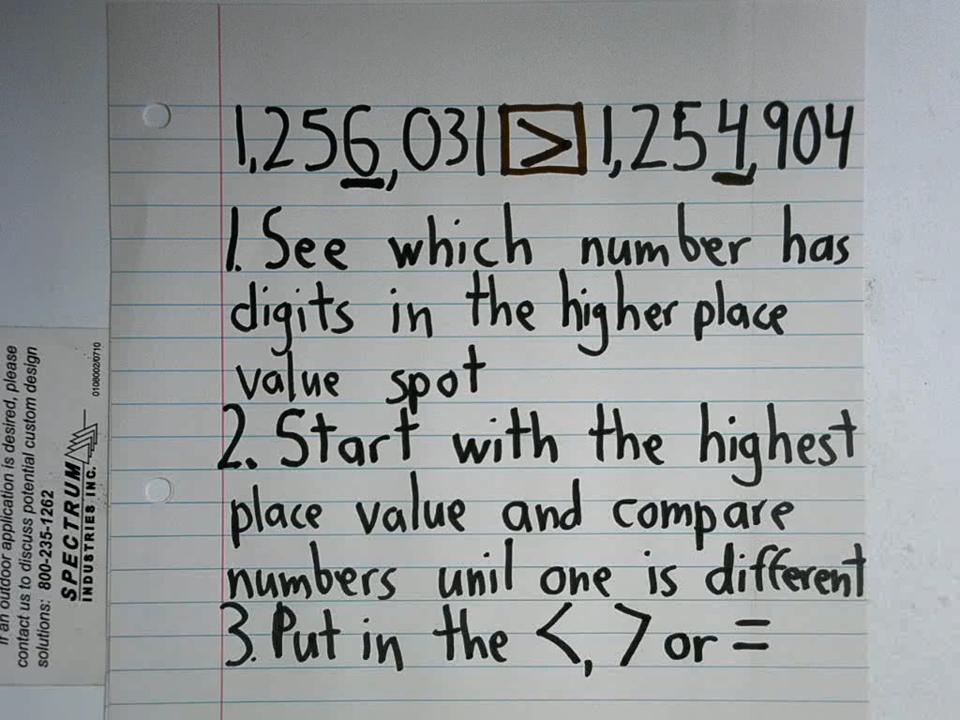 1,256,031 > 1,254,904
1. See which number has
digits in the higher place
value spot
2. Start with the highest
place value and compare
numbers unil one is different
3. Put in the <, > or =
If an outdoor application is desired, please
contact us to discuss potential custom design
solutions: 800-235-1262
SPECTRUM
INDUSTRIES INC.
0108002/0710